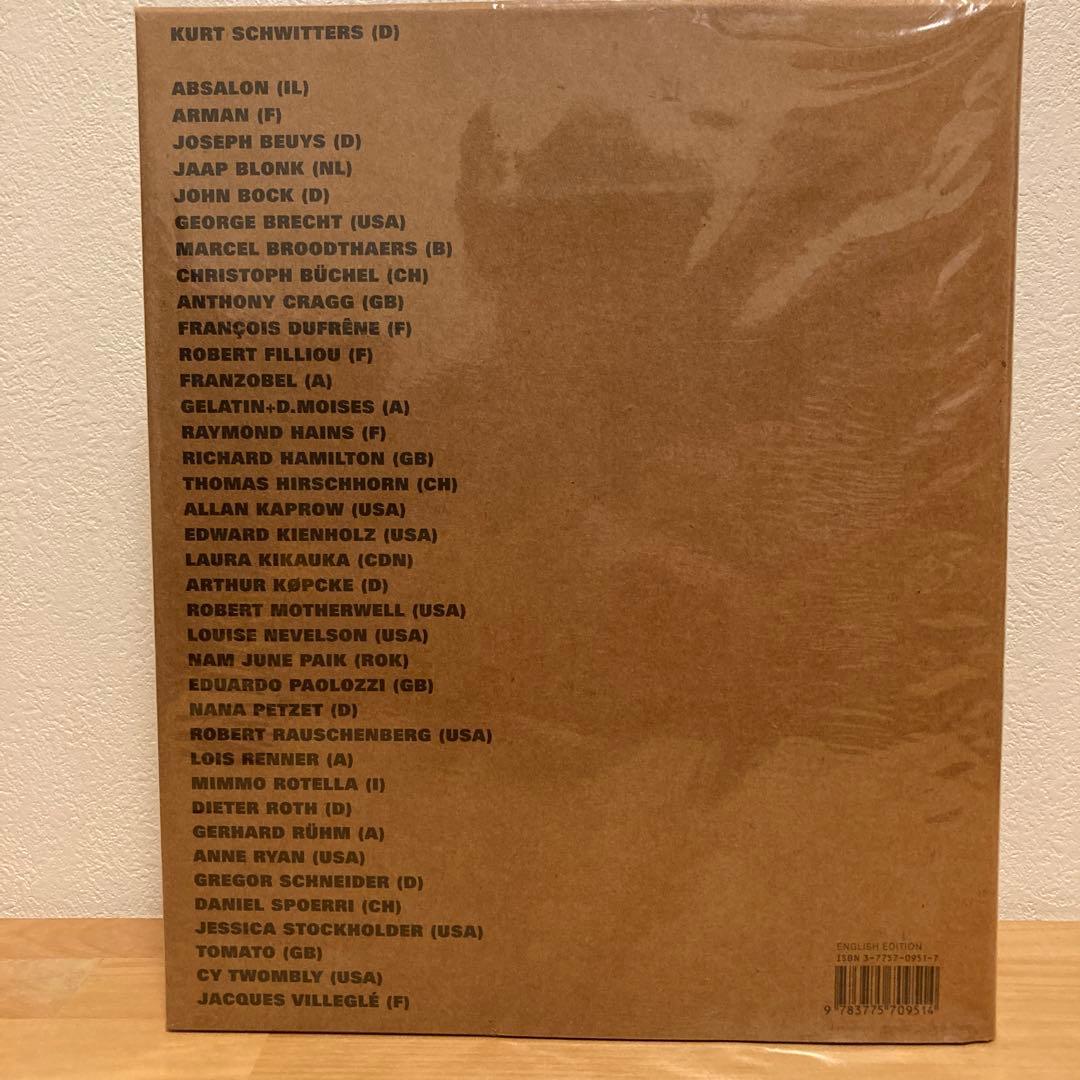 KURT SCHWITTERS (D)
ABSALON (IL)
ARMAN (F)
JOSEPH BEUYS (D)
JAAP BLONK (NL)
JOHN BOCK (D)
GEORGE BRECHT (USA)
MARCEL BROODTHAERS (B)
CHRISTOPH BÜCHEL (CH)
ANTHONY CRAGG (GB)
FRANÇOIS DUFRÊNE (F)
ROBERT FILLIOU (F)
FRANZOBEL (A)
GELATIN+D.MOISES (A)
RAYMOND HAINS (F)
RICHARD HAMILTON (GB)
THOMAS HIRSCHHORN (CH)
ALLAN KAPROW (USA)
EDWARD KIENHOLZ (USA)
LAURA KIKAUKA (CDN)
ARTHUR KØPCKE (D)
ROBERT MOTHERWELL (USA)
LOUISE NEVELSON (USA)
NAM JUNE PAIK (ROK)
EDUARDO PAOLOZZI (GB)
NANA PETZET (D)
ROBERT RAUSCHENBERG (USA)
LOIS RENNER (A)
MIMMO ROTELLA (I)
DIETER ROTH (D)
GERHARD RÜHM (A)
ANNE RYAN (USA)
GREGOR SCHNEIDER (D)
DANIEL SPOERRI (CH)
JESSICA STOCKHOLDER (USA)
TOMATO (GB)
CY TWOMBLY (USA)
JACQUES VILLEGLÉ (F)
ENGLISH EDITION
ISBN 3-7757-0951-7
9 783775 709514